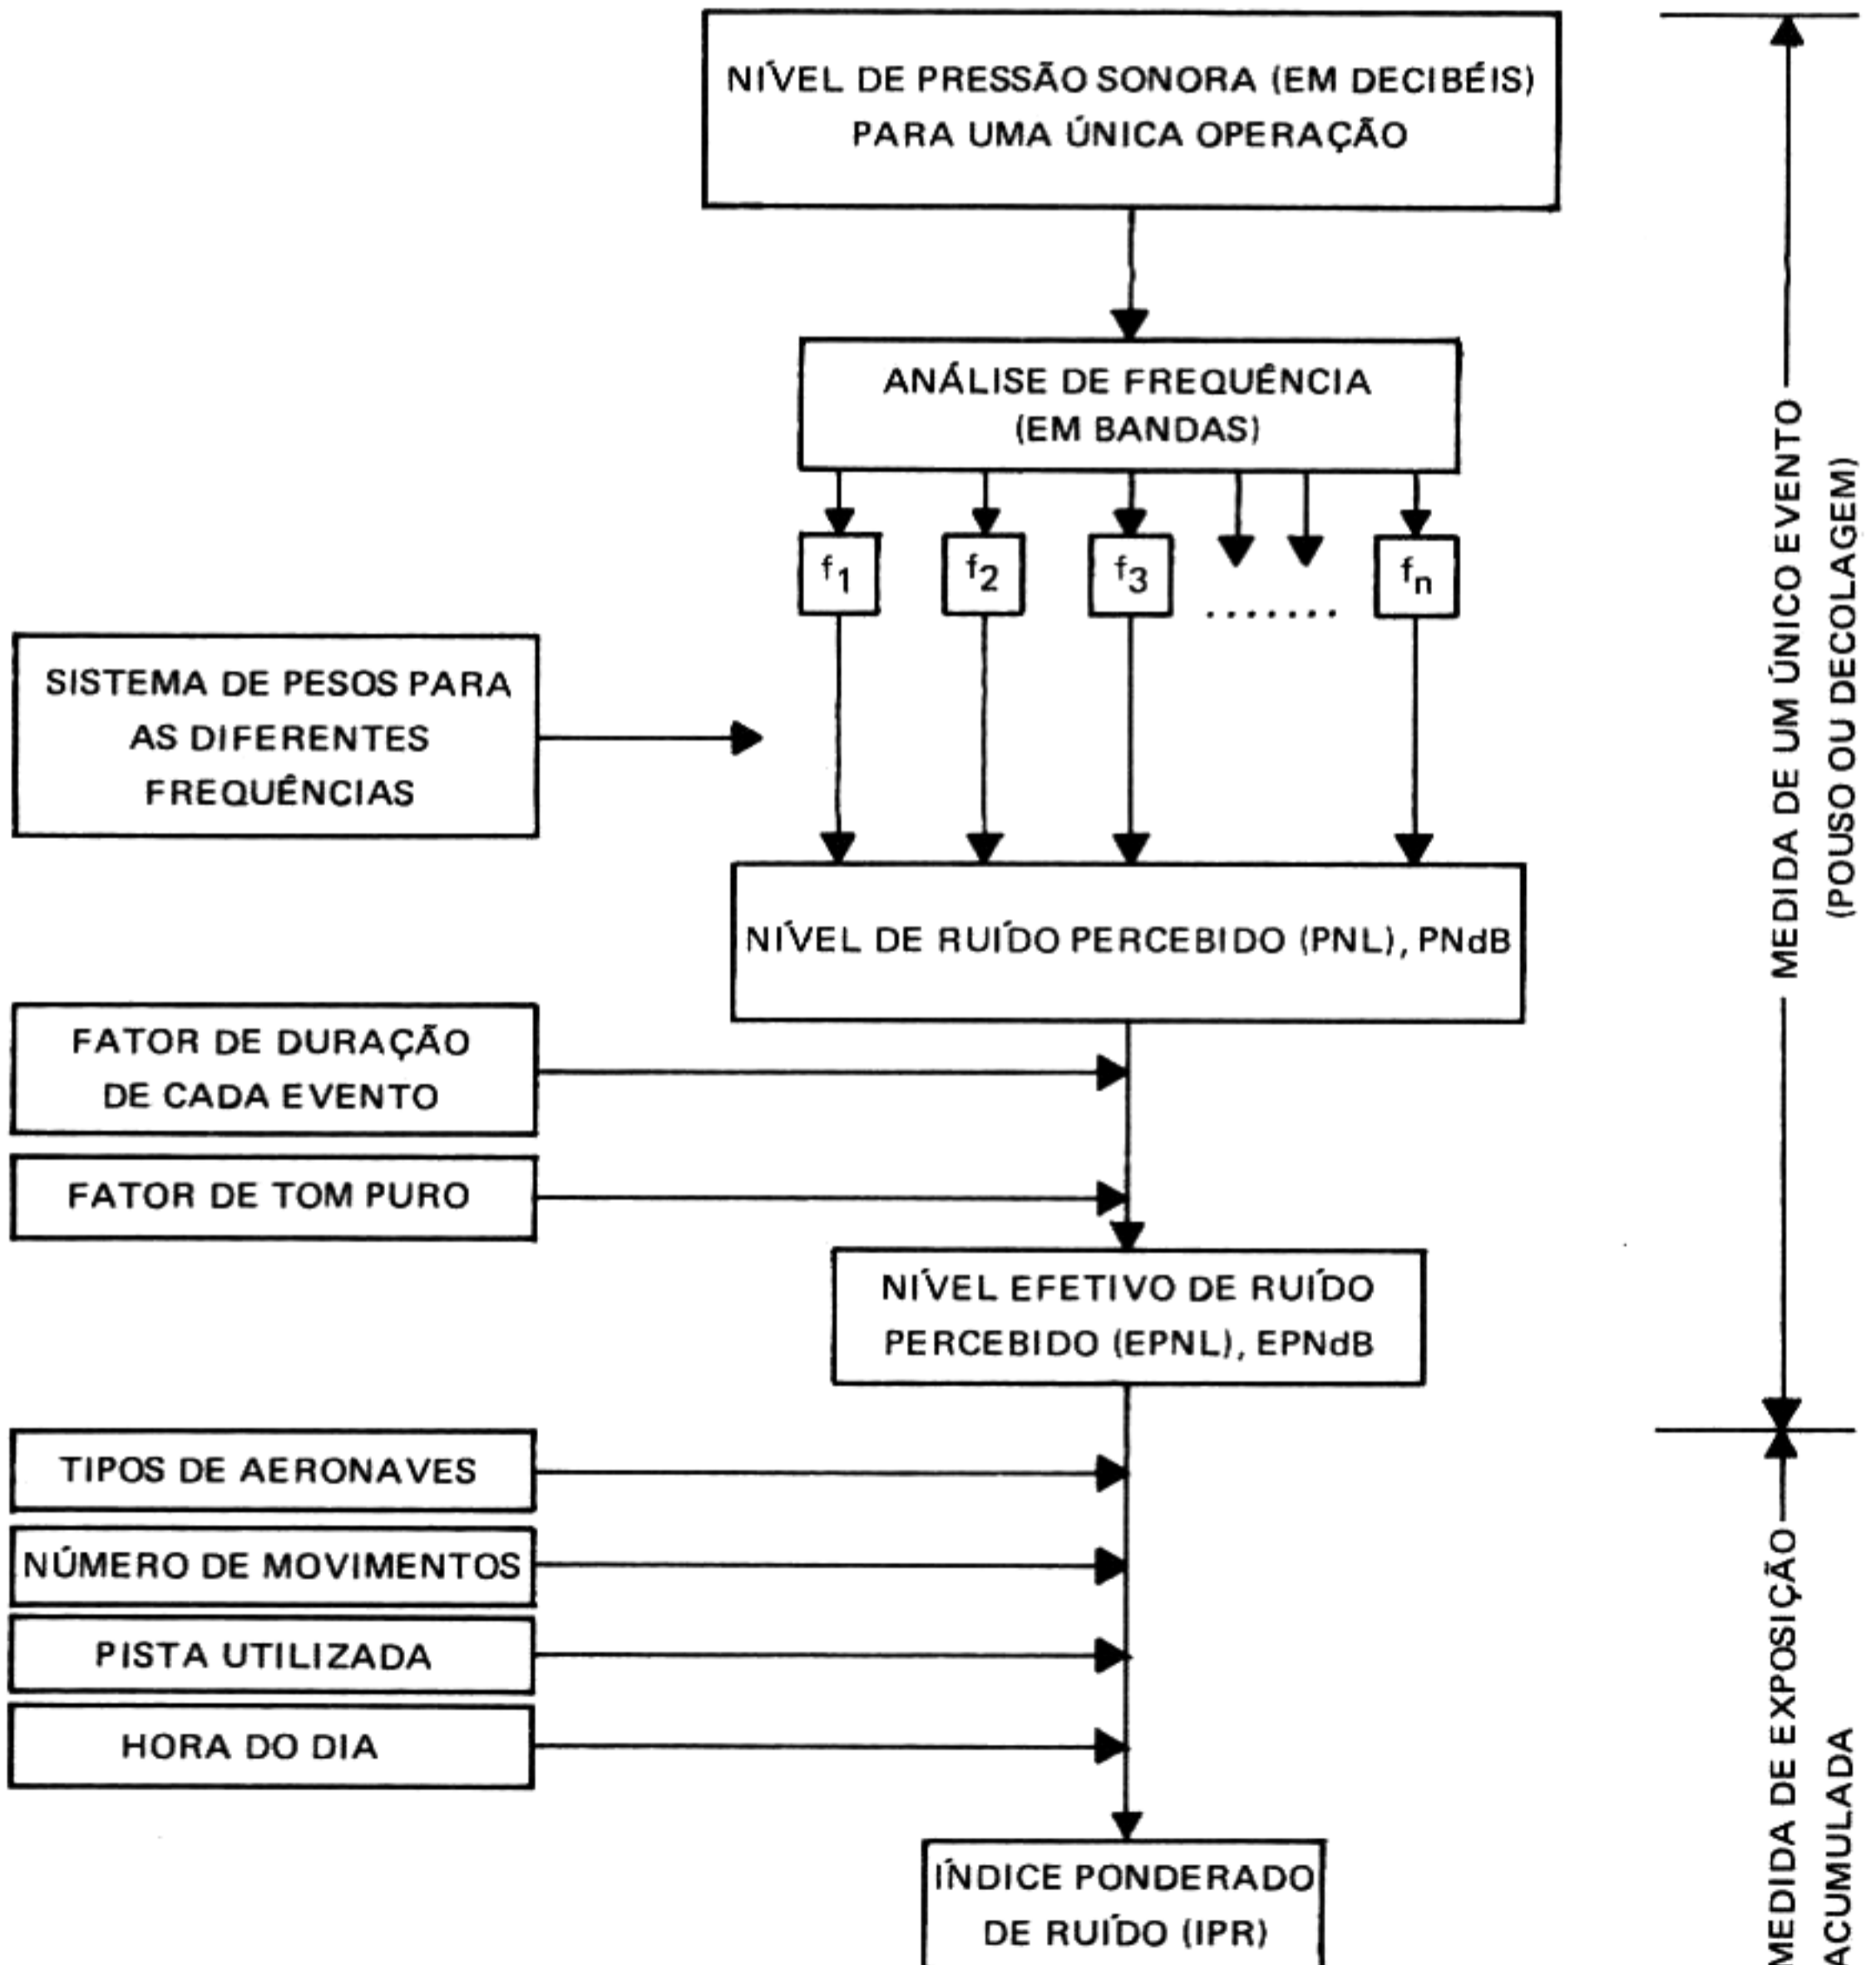 NÍVEL DE PRESSÃO SONORA (EM DECIBÉIS)
PARA UMA ÚNICA OPERAÇÃO
ANÁLISE DE FREQUÊNCIA
(EM BANDAS)
f1 f2 f3 ....... fn
SISTEMA DE PESOS PARA
AS DIFERENTES
FREQUÊNCIAS
NÍVEL DE RUÍDO PERCEBIDO (PNL), PNdB
FATOR DE DURAÇÃO
DE CADA EVENTO
FATOR DE TOM PURO
NÍVEL EFETIVO DE RUÍDO
PERCEBIDO (EPNL), EPNdB
TIPOS DE AERONAVES
NÚMERO DE MOVIMENTOS
PISTA UTILIZADA
HORA DO DIA
ÍNDICE PONDERADO
DE RUÍDO (IPR)
MEDIDA DE UM ÚNICO EVENTO
(POUSO OU DECOLAGEM)
MEDIDA DE EXPOSIÇÃO
ACUMULADA